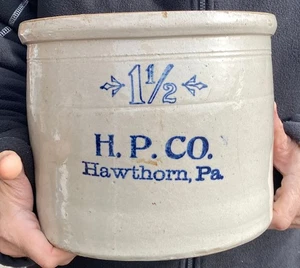 1½
H. P. CO.
Hawthorn, Pa